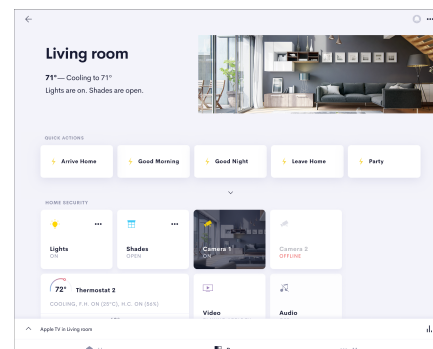 Living room
71°— Cooling to 71°
Lights are on. Shades are open.
QUICK ACTIONS
Arrive Home
Good Morning
Good Night
Leave Home
Party
HOME SECURITY
Lights
ON
Shades
OPEN
Camera 1
ON
Camera 2
OFFLINE
72° Thermostat 2
COOLING, F.H. ON (25°C), H.C. ON (56%)
Video
Audio
Apple TV in Living room